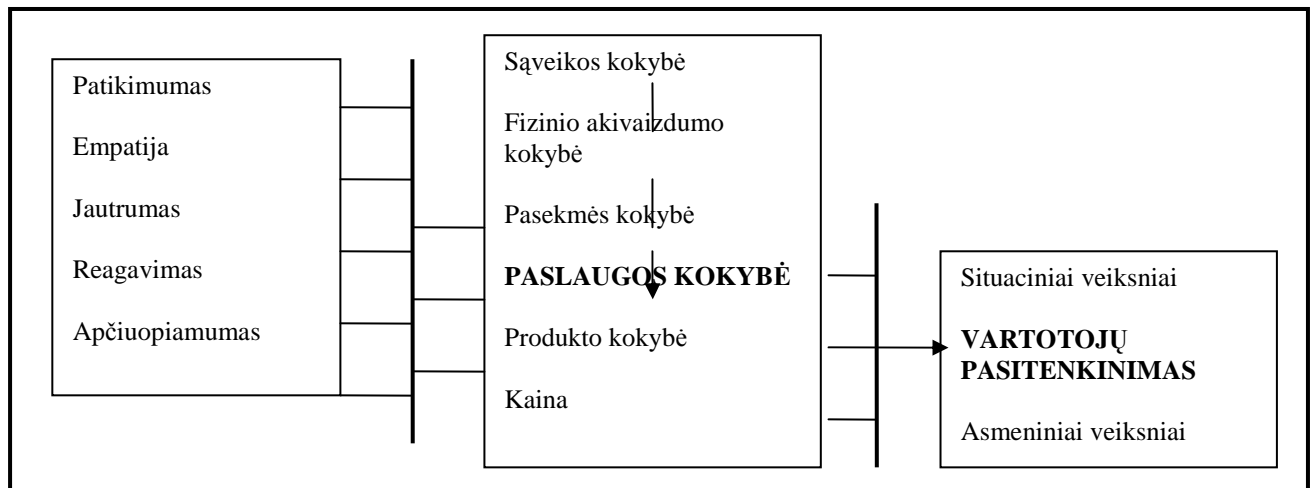 Patikimumas
Empatija
Jautrumas
Reagavimas
Apčiuopiamumas
Sąveikos kokybė
Fizinio akivaizdumo
kokybė
Pasekmės kokybė
PASLAUGOS KOKYBĖ
Produkto kokybė
Kaina
Situaciniai veiksniai
VARTOTOJŲ
PASITENKINIMAS
Asmeniniai veiksniai